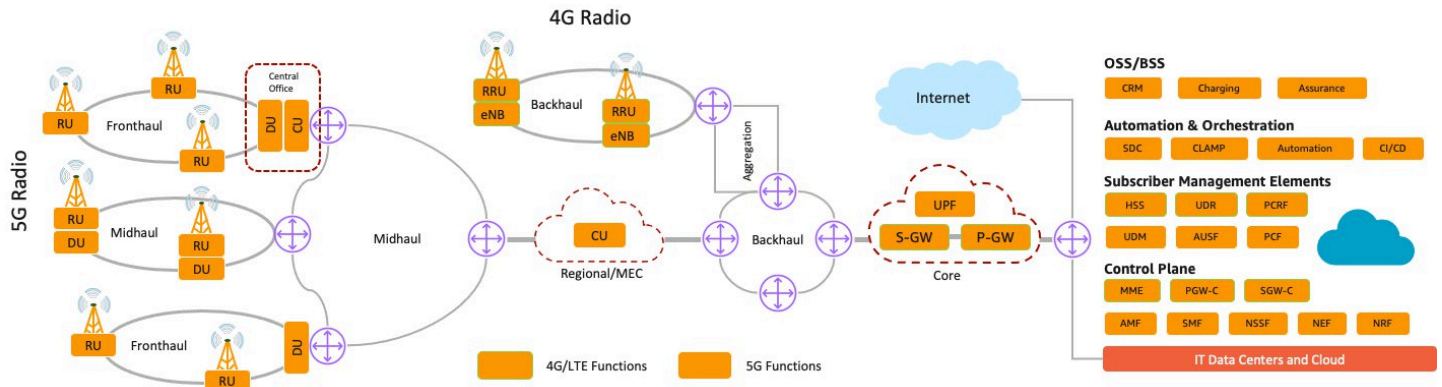 4G Radio
5G Radio
RU
RU
RU
RU
Fronthaul
Central
Office
DU
CU
RU
DU
RU
DU
Midhaul
RU
RU
Fronthaul
DU
Midhaul
RRU
eNB
RRU
eNB
Backhaul
Aggregation
CU
Regional/MEC
Backhaul
Internet
UPF
S-GW
P-GW
Core
4G/LTE Functions
5G Functions
OSS/BSS
CRM
Charging
Assurance
Automation & Orchestration
SDC
CLAMP
Automation
CI/CD
Subscriber Management Elements
HSS
UDR
PCRF
UDM
AUSF
PCF
Control Plane
MME
PGW-C
SGW-C
AMF
SMF
NSSF
NEF
NRF
IT Data Centers and Cloud